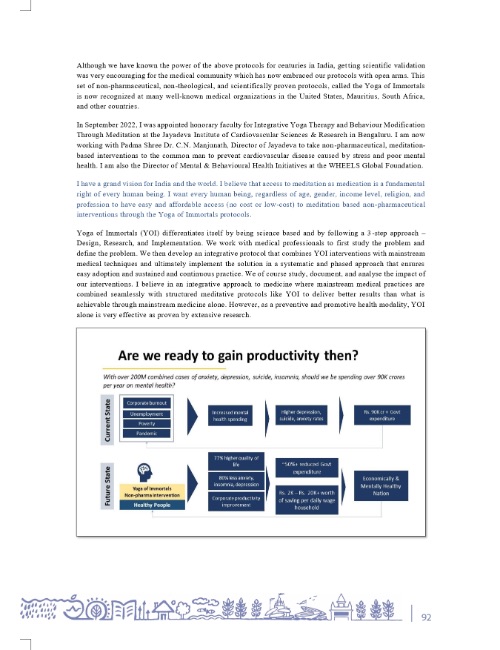 Although we have known the power of the above protocols for centuries in India, getting scientific validation
was very encouraging for the medical community which has now embraced our protocols with open arms. This
set of non-pharmaceutical, non-theological, and scientifically proven protocols, called the Yoga of Immortals
is now recognized at many well-known medical organizations in the United States, Mauritius, South Africa,
and other countries.
In September 2022, I was appointed honorary faculty for Integrative Yoga Therapy and Behaviour Modification
Through Meditation at the Jayadeva Institute of Cardiovascular Sciences & Research in Bengaluru. I am now
working with Padma Shree Dr. C.N. Manjunath, Director of Jayadeva to take non-pharmaceutical, meditation-
based interventions to the common man to prevent cardiovascular disease caused by stress and poor mental
health. I am also the Director of Mental & Behavioural Health Initiatives at the WHEELS Global Foundation.
I have a grand vision for India and the world. I believe that access to meditation as medication is a fundamental
right of every human being. I want every human being, regardless of age, gender, income level, religion, and
profession to have easy and affordable access (no cost or low-cost) to meditation based non-pharmaceutical
interventions through the Yoga of Immortals protocols.
Yoga of Immortals (YOI) differentiates itself by being science based and by following a 3-step approach –
Design, Research, and Implementation. We work with medical professionals to first study the problem and
define the problem. We then develop an integrative protocol that combines YOI interventions with mainstream
medical techniques and ultimately implement the solution in a systematic and phased approach that ensures
easy adoption and sustained and continuous practice. We of course study, document, and analyse the impact of
our interventions. I believe in an integrative approach to medicine where mainstream medical practices are
combined seamlessly with structured meditative protocols like YOI to deliver better results than what is
achievable through mainstream medicine alone. However, as a preventive and promotive health modality, YOI
alone is very effective as proven by extensive research.
Are we ready to gain productivity then?
With over 200M combined cases of anxiety, depression, suicide, insomnia, should we be spending over 90K crores
per year on mental health?
Current State
Corporate burnout
Unemployment
Poverty
Pandemic
Increased mental
health spending
Higher depression,
suicide, anxiety rates
Rs. 90K cr + Govt
expenditure
Future State
Yoga of Immortals
Non-pharma intervention
Healthy People
77% higher quality of
life
80% less anxiety,
insomnia, depression
Corporate productivity
improvement
~50%+ reduced Govt
expenditure
Rs. 2K - Rs. 20K+ worth
of saving per daily wage
household
Economically &
Mentally Healthy
Nation
92